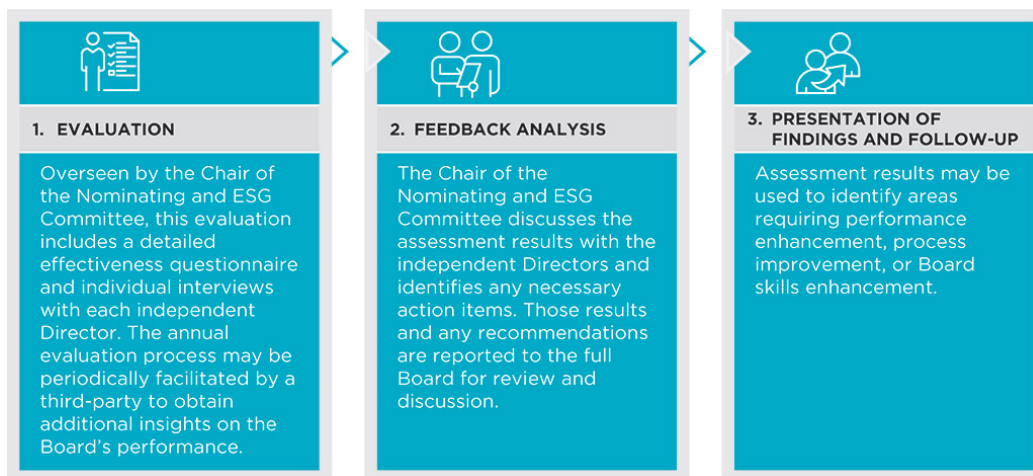 1. EVALUATION
Overseen by the Chair of
the Nominating and ESG
Committee, this evaluation
includes a detailed
effectiveness questionnaire
and individual interviews
with each independent
Director. The annual
evaluation process may be
periodically facilitated by a
third-party to obtain
additional insights on the
Board’s performance.
2. FEEDBACK ANALYSIS
The Chair of the
Nominating and ESG
Committee discusses the
assessment results with the
independent Directors and
identifies any necessary
action items. Those results
and any recommendations
are reported to the full
Board for review and
discussion.
3. PRESENTATION OF
FINDINGS AND FOLLOW-UP
Assessment results may be
used to identify areas
requiring performance
enhancement, process
improvement, or Board
skills enhancement.